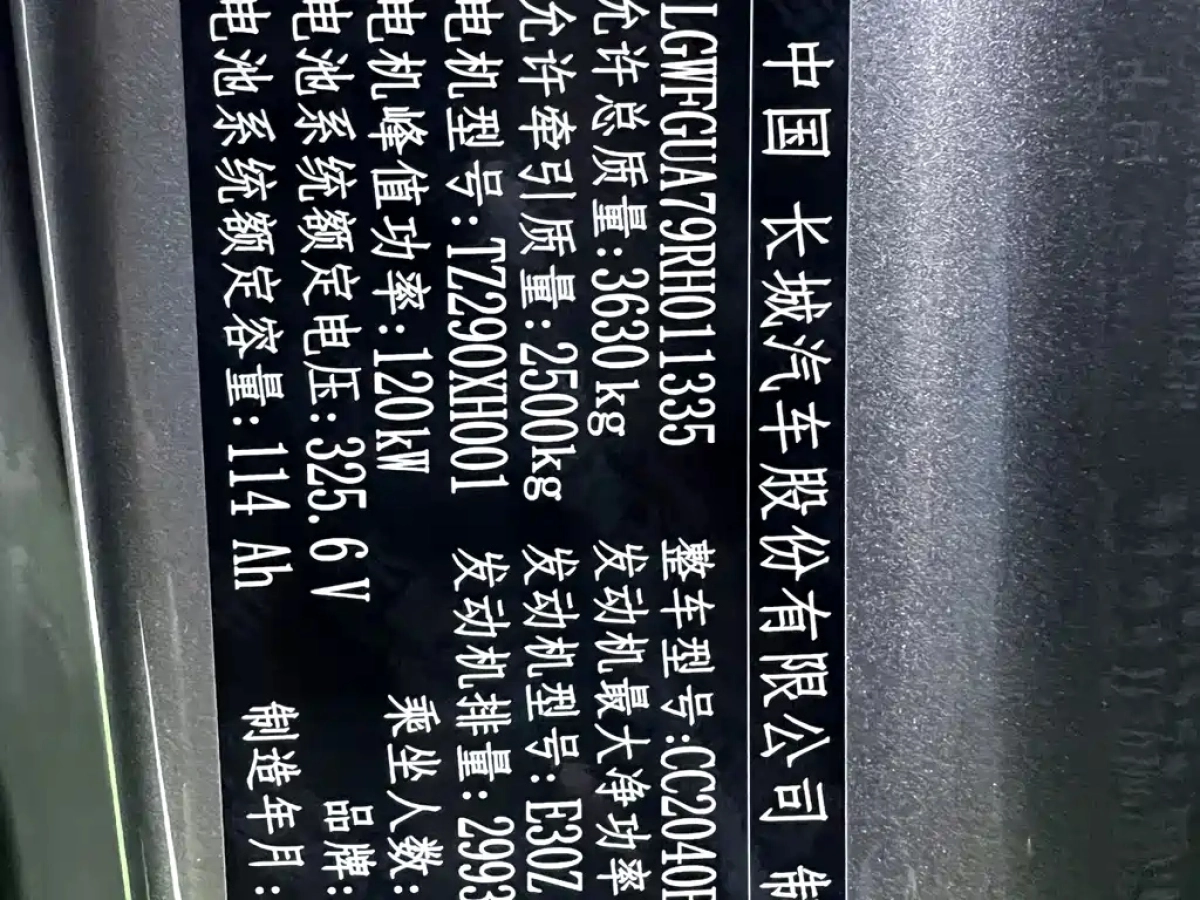 中国 长城汽车股份有限公司 制
LGWFGUA79RH011335 整车型号:CC2040
允许总质量:3630kg 发动机最大净功率
允许牵引质量:2500kg 发动机型号:E30Z
电机型号:TZ290XH001 发动机排量:2993
电机峰值功率:120kW 乘坐人数:
电池系统额定电压:325.6 V 品牌:
电池系统额定容量:114 Ah 制造年月: